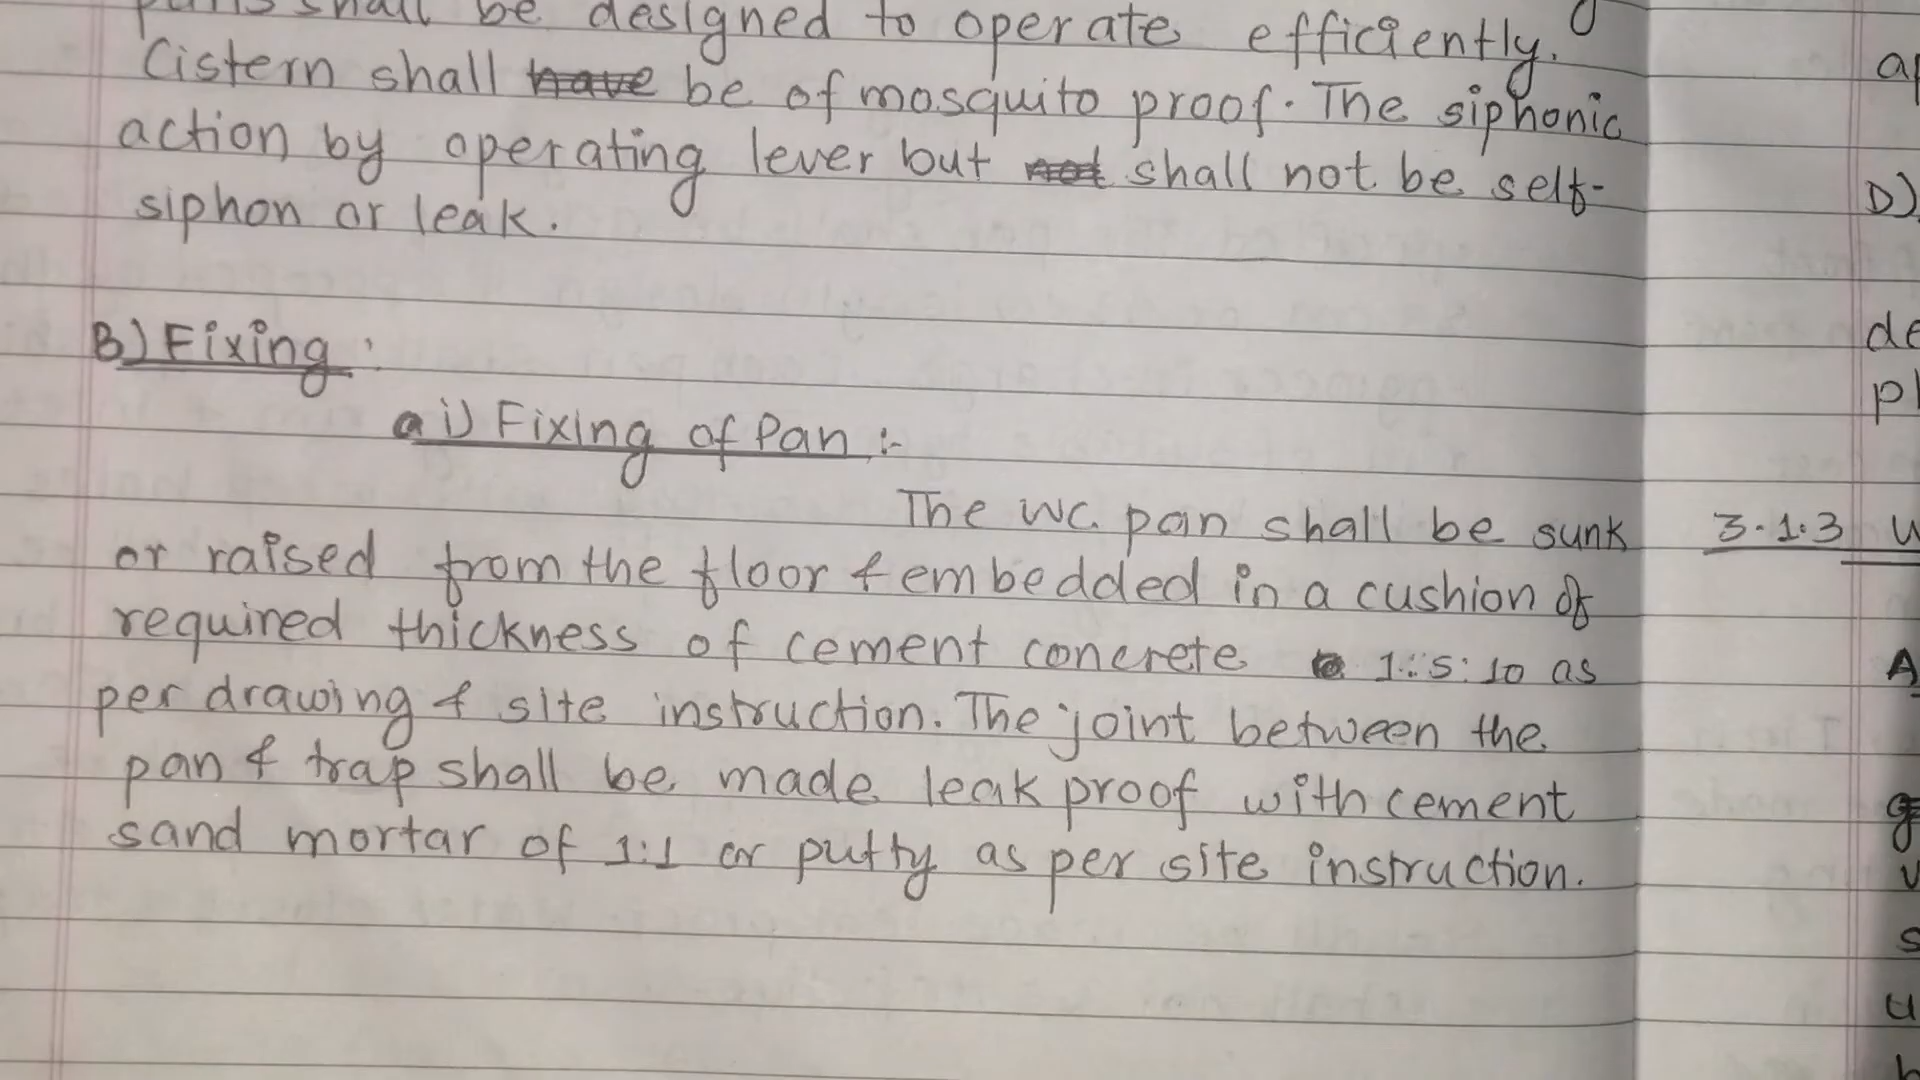 shall be designed to operate efficiently.
Cistern shall have be of mosquito proof. The siphonic
action by operating lever but not shall not be self-
siphon or leak.
B) Fixing :
a i) Fixing of Pan :-
The WC pan shall be sunk
or raised from the floor & embedded in a cushion of
required thickness of cement concrete 1:5:10 as
per drawing & site instruction. The joint between the
pan & trap shall be made leak proof with cement
sand mortar of 1:1 or putty as per site instruction.
D)
3.1.3
A